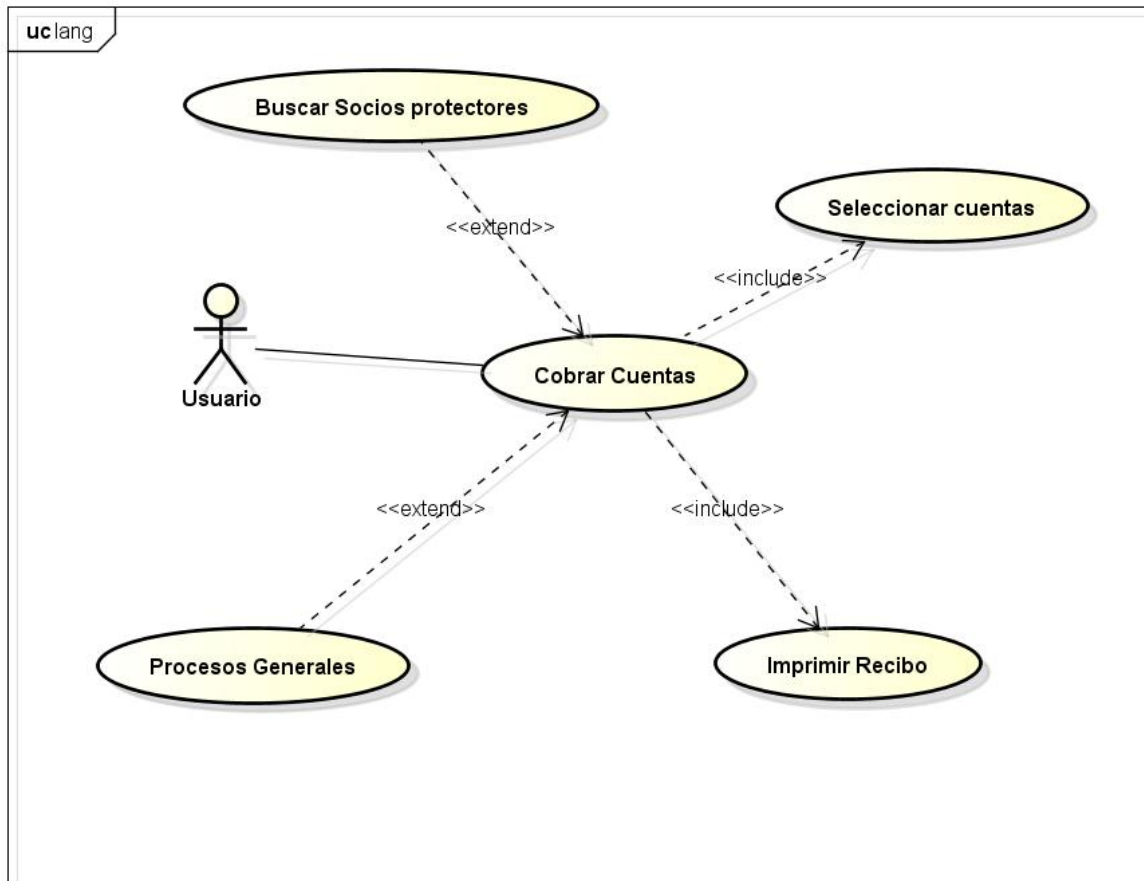 uc lang
Buscar Socios protectores
Seleccionar cuentas
<<extend>>
<<include>>
Cobrar Cuentas
Usuario
<<extend>>
<<include>>
Procesos Generales
Imprimir Recibo